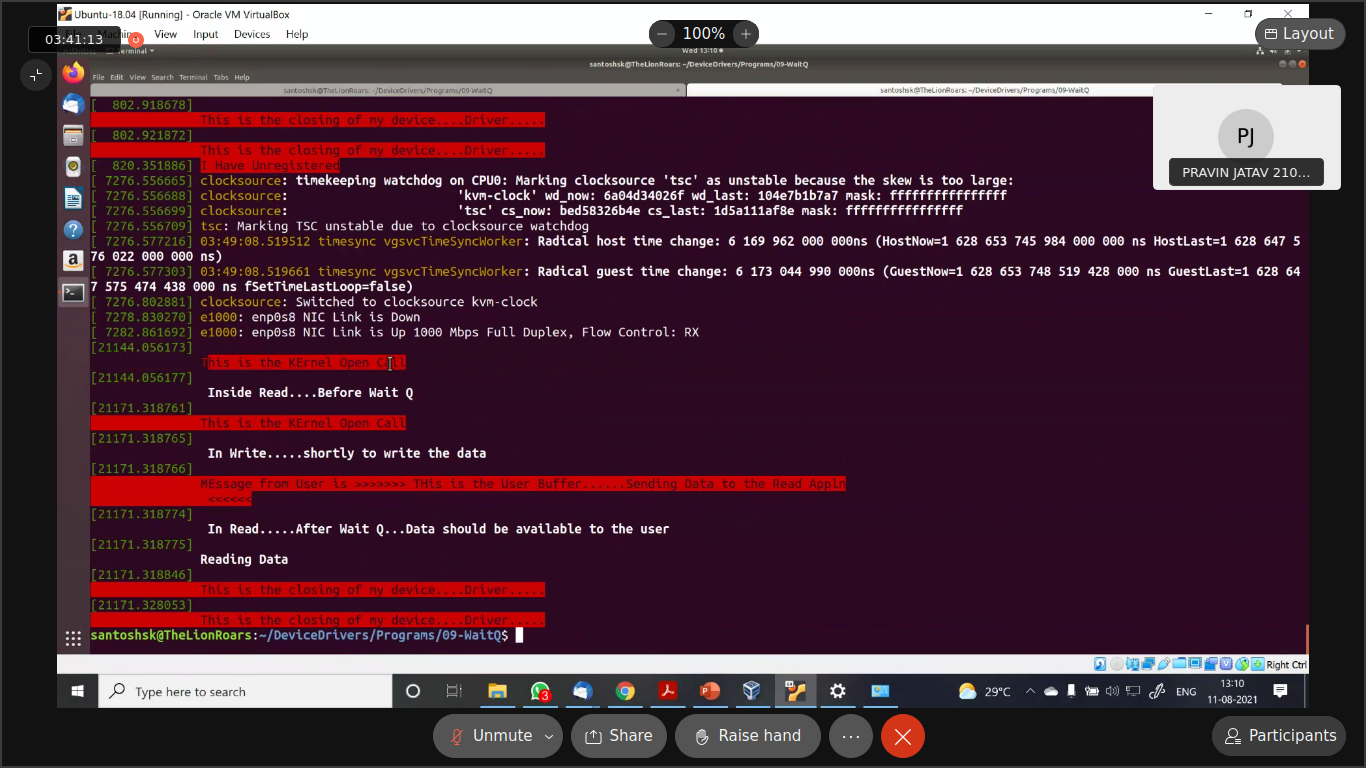 Ubuntu-18.04 [Running] - Oracle VM VirtualBox
03:41:13
View Input Devices Help
100%
Layout
Terminal
Wed 13:10
santoshsk@TheLionRoars: ~/DeviceDrivers/Programs/09-WaitQ
File Edit View Search Terminal Tabs Help
santoshsk@TheLionRoars: ~/DeviceDrivers/Programs/09-WaitQ
santoshsk@TheLionRoars: ~/DeviceDrivers/Programs/09-WaitQ
PJ
PRAVIN JATAV 210...
[  802.918678]
This is the closing of my device....Driver.....
[  802.921872]
This is the closing of my device....Driver.....
[  820.351886] I Have Unregistered
[ 7276.556665] clocksource: timekeeping watchdog on CPU0: Marking clocksource 'tsc' as unstable because the skew is too large:
[ 7276.556688] clocksource: 'kvm-clock' wd_now: 6a04d34026f wd_last: 104e7b1b7a7 mask: ffffffffffffffff
[ 7276.556699] clocksource: 'tsc' cs_now: bed58326b4e cs_last: 1d5a111af8e mask: ffffffffffffffff
[ 7276.556709] tsc: Marking TSC unstable due to clocksource watchdog
[ 7276.577216] 03:49:08.519512 timesync vgsvcTimeSyncWorker: Radical host time change: 6 169 962 000 000ns (HostNow=1 628 653 745 984 000 000 ns HostLast=1 628 647 5
76 022 000 000 ns)
[ 7276.577303] 03:49:08.519661 timesync vgsvcTimeSyncWorker: Radical guest time change: 6 173 044 990 000ns (GuestNow=1 628 653 748 519 428 000 ns GuestLast=1 628 64
7 575 474 438 000 ns fSetTimeLastLoop=false)
[ 7276.802881] clocksource: Switched to clocksource kvm-clock
[ 7278.830270] e1000: enp0s8 NIC Link is Down
[ 7282.861692] e1000: enp0s8 NIC Link is Up 1000 Mbps Full Duplex, Flow Control: RX
[21144.056173]
This is the KErnel Open Call
[21144.056177]
Inside Read....Before Wait Q
[21171.318761]
This is the KErnel Open Call
[21171.318765]
In Write.....shortly to write the data
[21171.318766]
MEssage from User is >>>>>>> THis is the User Buffer......Sending Data to the Read Appln
<<<<<<
[21171.318774]
In Read.....After Wait Q...Data should be available to the user
[21171.318775]
Reading Data
[21171.318846]
This is the closing of my device....Driver.....
[21171.328053]
This is the closing of my device....Driver.....
santoshsk@TheLionRoars:~/DeviceDrivers/Programs/09-WaitQ$
Right Ctrl
Type here to search
3
29°C
ENG
13:10
11-08-2021
Unmute
Share
Raise hand
Participants